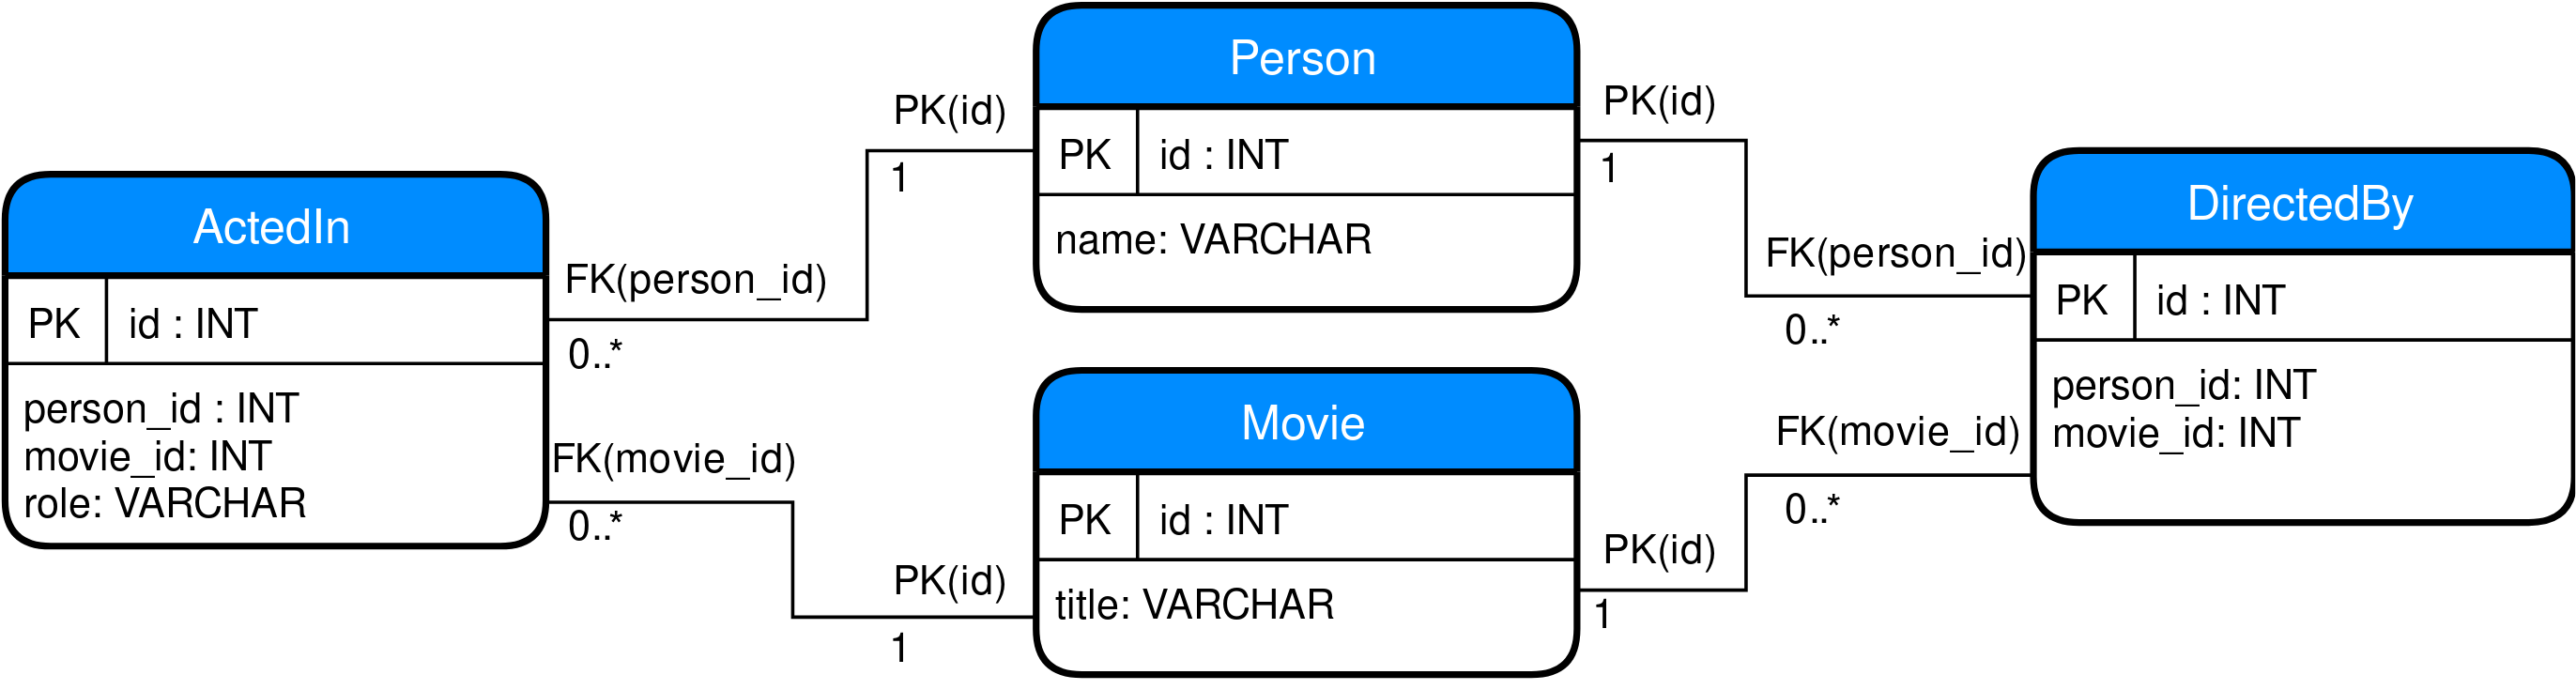 Person
PK
id : INT
name: VARCHAR
PK(id)
1
PK(id)
1
ActedIn
PK
id : INT
person_id : INT
movie_id: INT
role: VARCHAR
FK(person_id)
0..*
FK(movie_id)
0..*
DirectedBy
PK
id : INT
person_id: INT
movie_id: INT
FK(person_id)
0..*
FK(movie_id)
0..*
Movie
PK
id : INT
title: VARCHAR
PK(id)
1
PK(id)
1